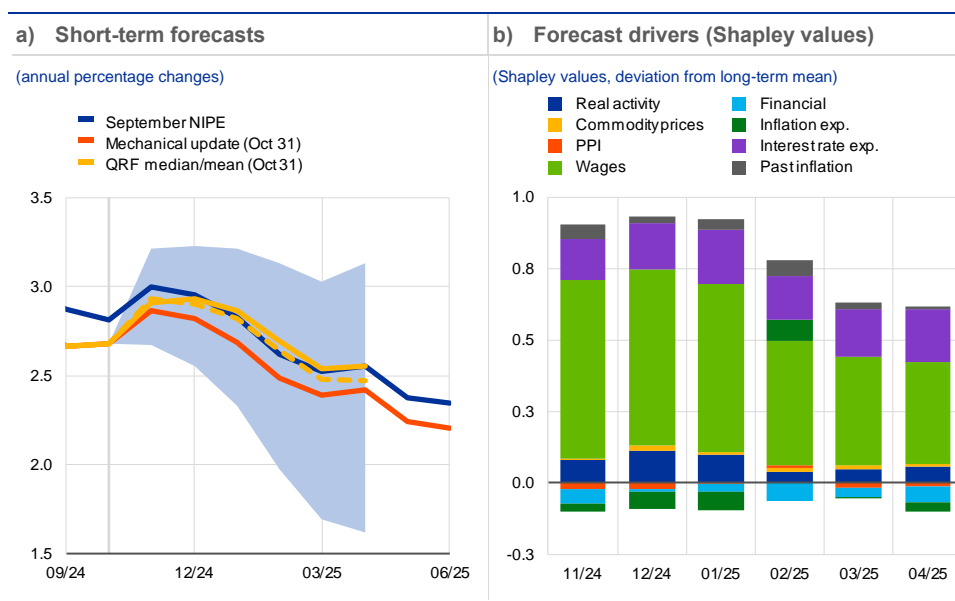 a) Short-term forecasts
(annual percentage changes)
September NIPE
Mechanical update (Oct 31)
QRF median/mean (Oct 31)
3.5
3.0
2.5
2.0
1.5
09/24 12/24 03/25 06/25
b) Forecast drivers (Shapley values)
(Shapley values, deviation from long-term mean)
Real activity
Commodity prices
PPI
Wages
Financial
Inflation exp.
Interest rate exp.
Past inflation
1.0
0.8
0.5
0.3
0.0
-0.3
11/24 12/24 01/25 02/25 03/25 04/25